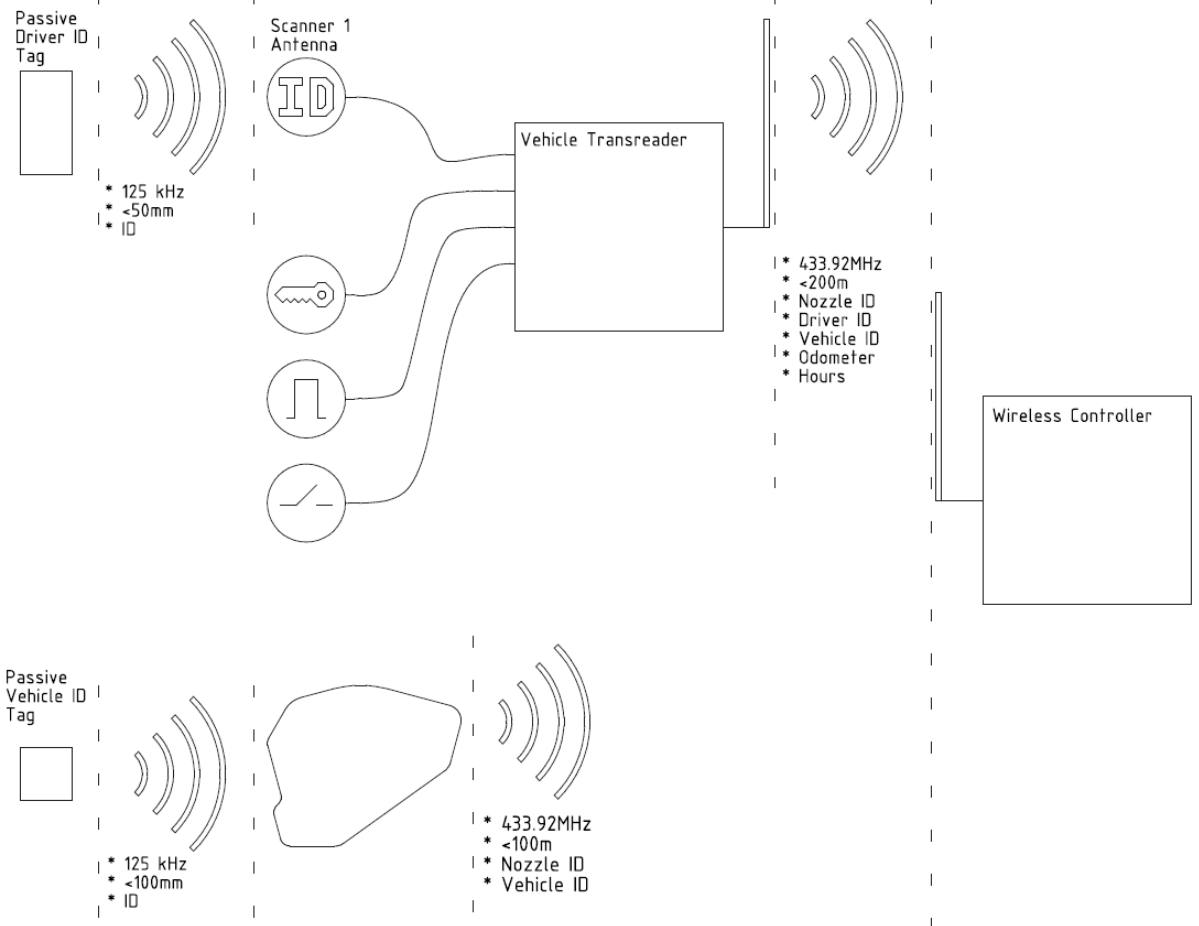 Passive
Driver ID
Tag
* 125 kHz
* <50mm
* ID
Scanner 1
Antenna
ID
Vehicle Transreader
* 433.92MHz
* <200m
* Nozzle ID
* Driver ID
* Vehicle ID
* Odometer
* Hours
Wireless Controller
Passive
Vehicle ID
Tag
* 125 kHz
* <100mm
* ID
* 433.92MHz
* <100m
* Nozzle ID
* Vehicle ID